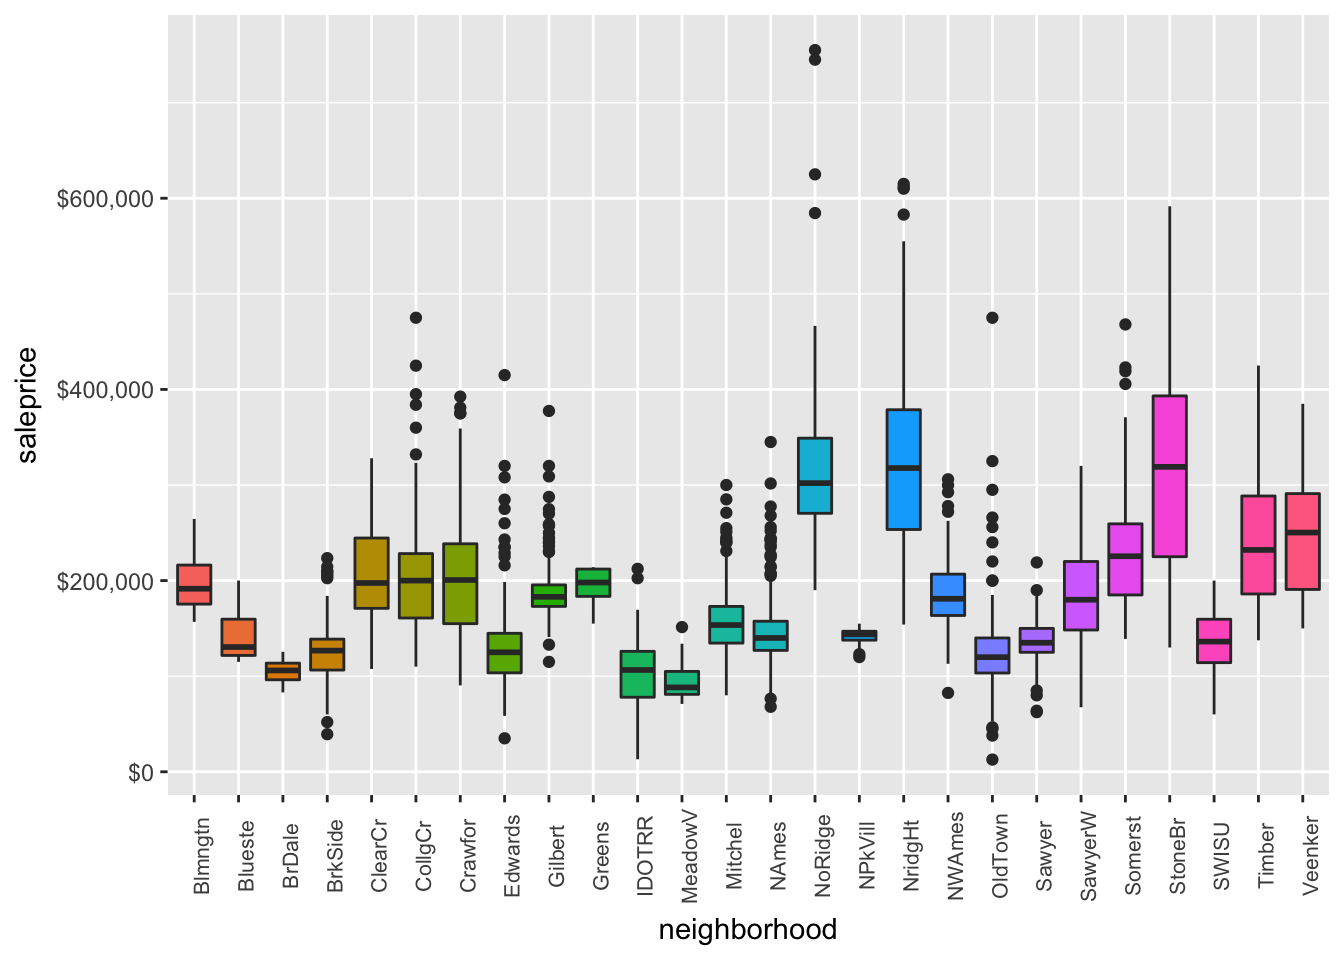 saleprice
$600,000
$400,000
$200,000
$0
Blmngtn
Blueste
BrDale
BrkSide
ClearCr
CollgCr
Crawfor
Edwards
Gilbert
Greens
IDOTRR
MeadowV
Mitchel
NAmes
NoRidge
NPkVill
NridgHt
NWAmes
OldTown
Sawyer
SawyerW
Somerst
StoneBr
SWISU
Timber
Veenker
neighborhood